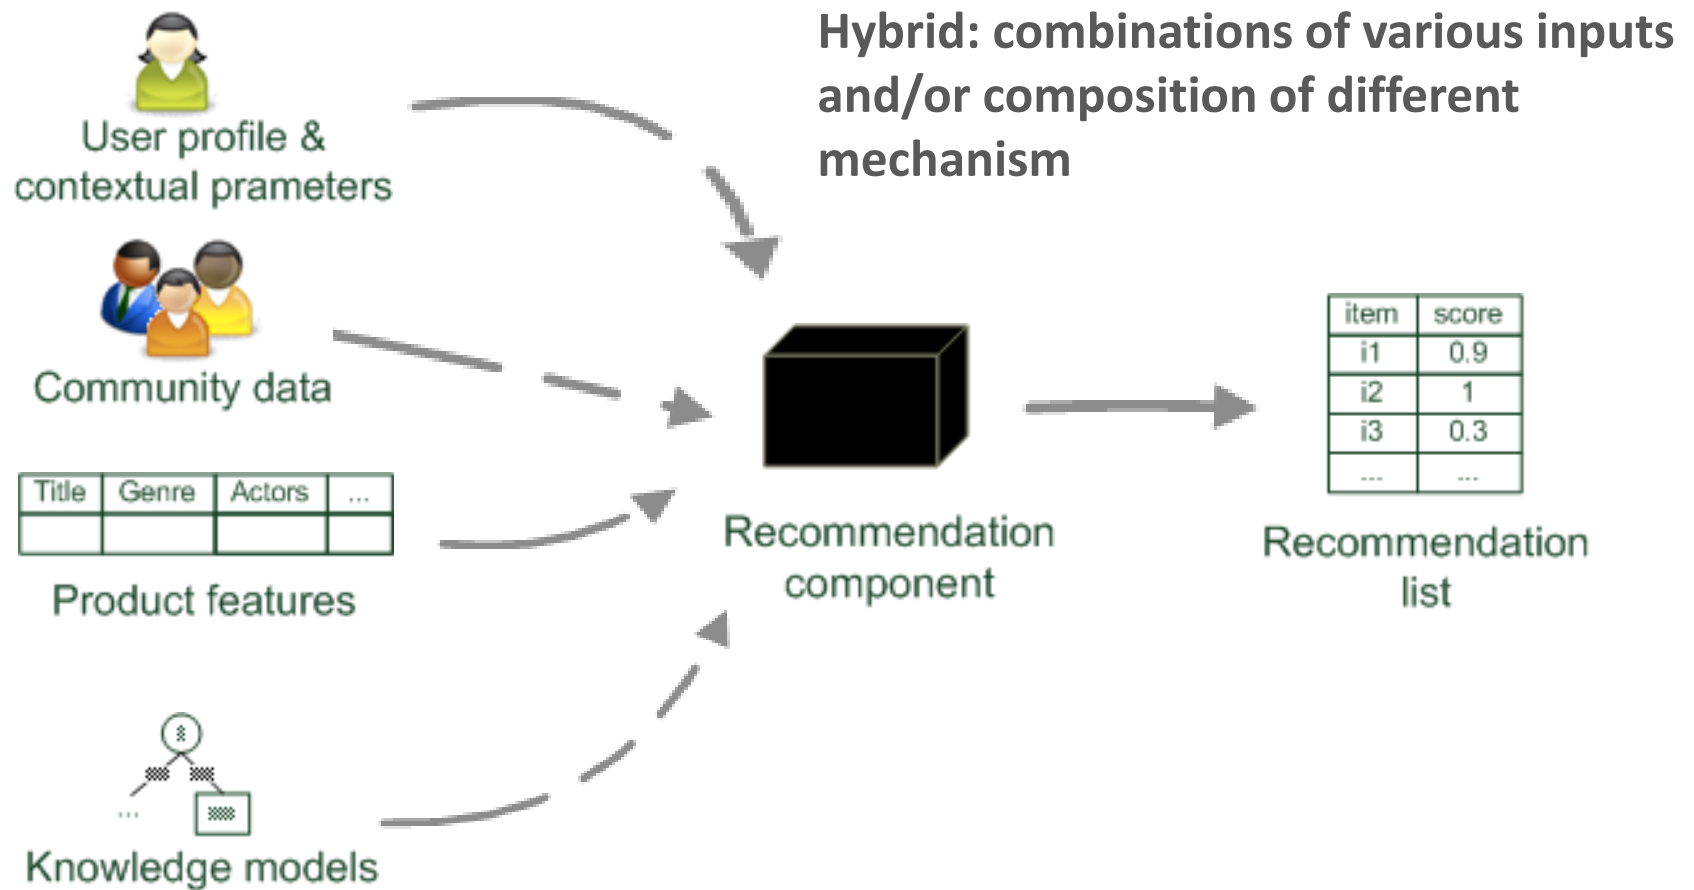 Hybrid: combinations of various inputs
and/or composition of different
mechanism
User profile &
contextual prameters
Community data
Title Genre Actors ...
Product features
Knowledge models
...
Recommendation
component
item score
i1 0.9
i2 1
i3 0.3
... ...
Recommendation
list